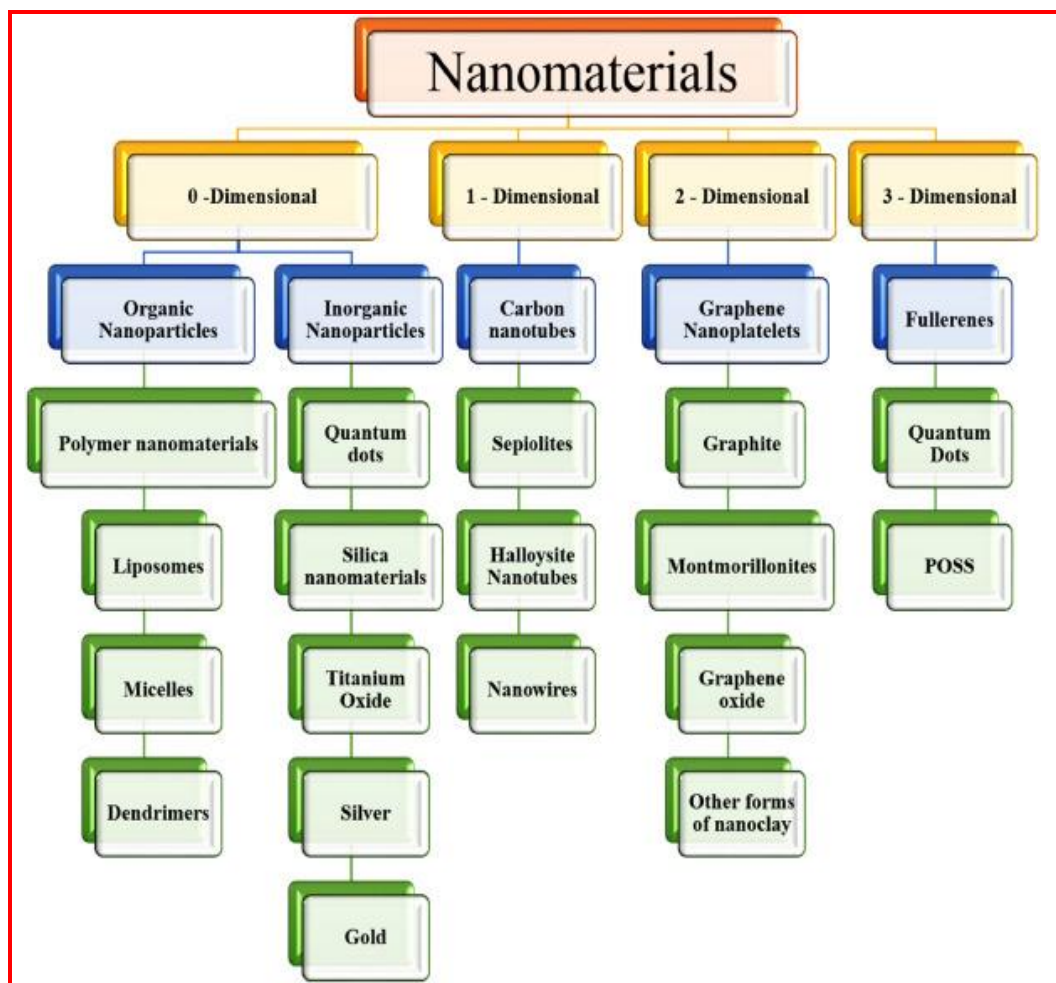 Nanomaterials
0 -Dimensional
1 - Dimensional
2 - Dimensional
3 - Dimensional
Organic
Nanoparticles
Inorganic
Nanoparticles
Carbon
nanotubes
Graphene
Nanoplatelets
Fullerenes
Polymer nanomaterials
Quantum
dots
Sepiolites
Graphite
Quantum
Dots
Liposomes
Silica
nanomaterials
Halloysite
Nanotubes
Montmorillonites
POSS
Micelles
Titanium
Oxide
Nanowires
Graphene
oxide
Dendrimers
Silver
Other forms
of nanoclay
Gold